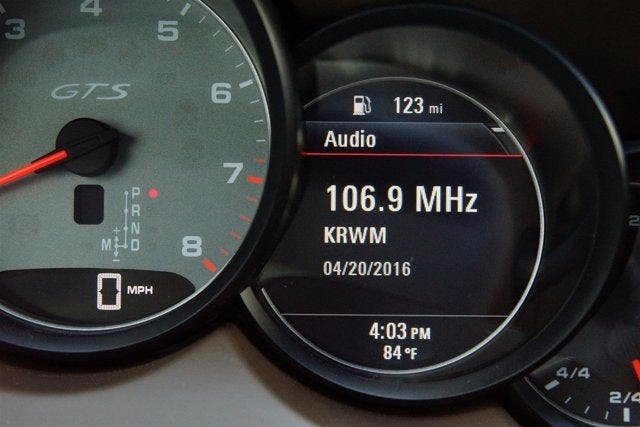 3 4 5
GTS
6
7
8
P
R
N
M D
+
-
0 MPH
123 mi
Audio
106.9 MHz
KRWM
04/20/2016
4:03 PM
84 °F
4/4
2/4